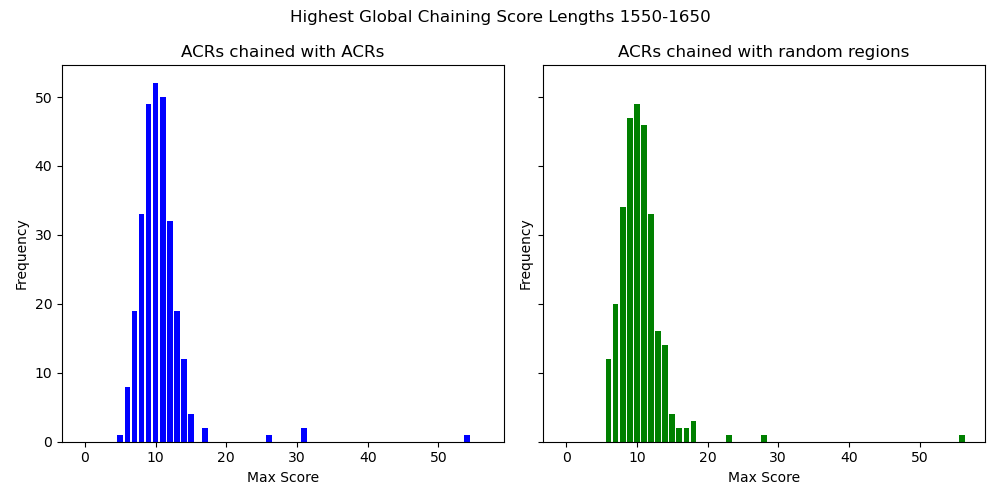 Highest Global Chaining Score Lengths 1550-1650
ACRs chained with ACRs
Frequency
50
40
30
20
10
0
0 10 20 30 40 50
Max Score
ACRs chained with random regions
Frequency
0 10 20 30 40 50
Max Score